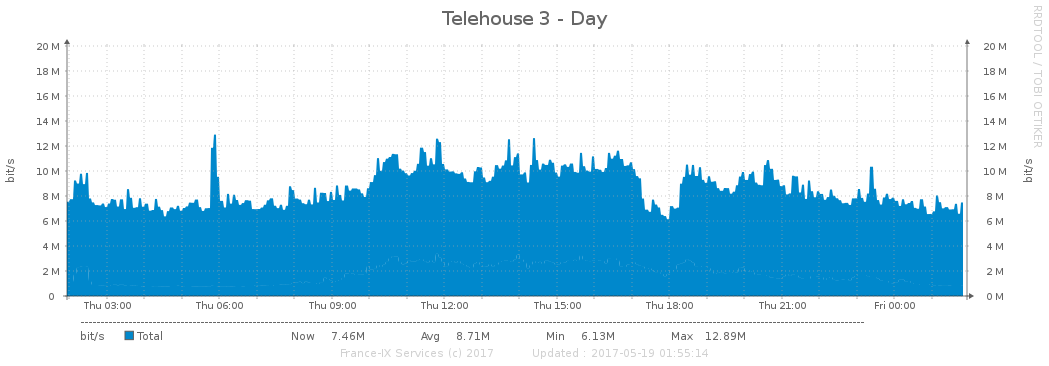 Telehouse 3 - Day
RRDTOOL / TOBI OETIKER
bit/s
bit/s
20 M 20 M
18 M 18 M
16 M 16 M
14 M 14 M
12 M 12 M
10 M 10 M
8 M 8 M
6 M 6 M
4 M 4 M
2 M 2 M
0 0 M
Thu 03:00 Thu 06:00 Thu 09:00 Thu 12:00 Thu 15:00 Thu 18:00 Thu 21:00 Fri 00:00
bit/s Total Now 7.46M Avg 8.71M Min 6.13M Max 12.89M
France-IX Services (c) 2017 Updated : 2017-05-19 01:55:14